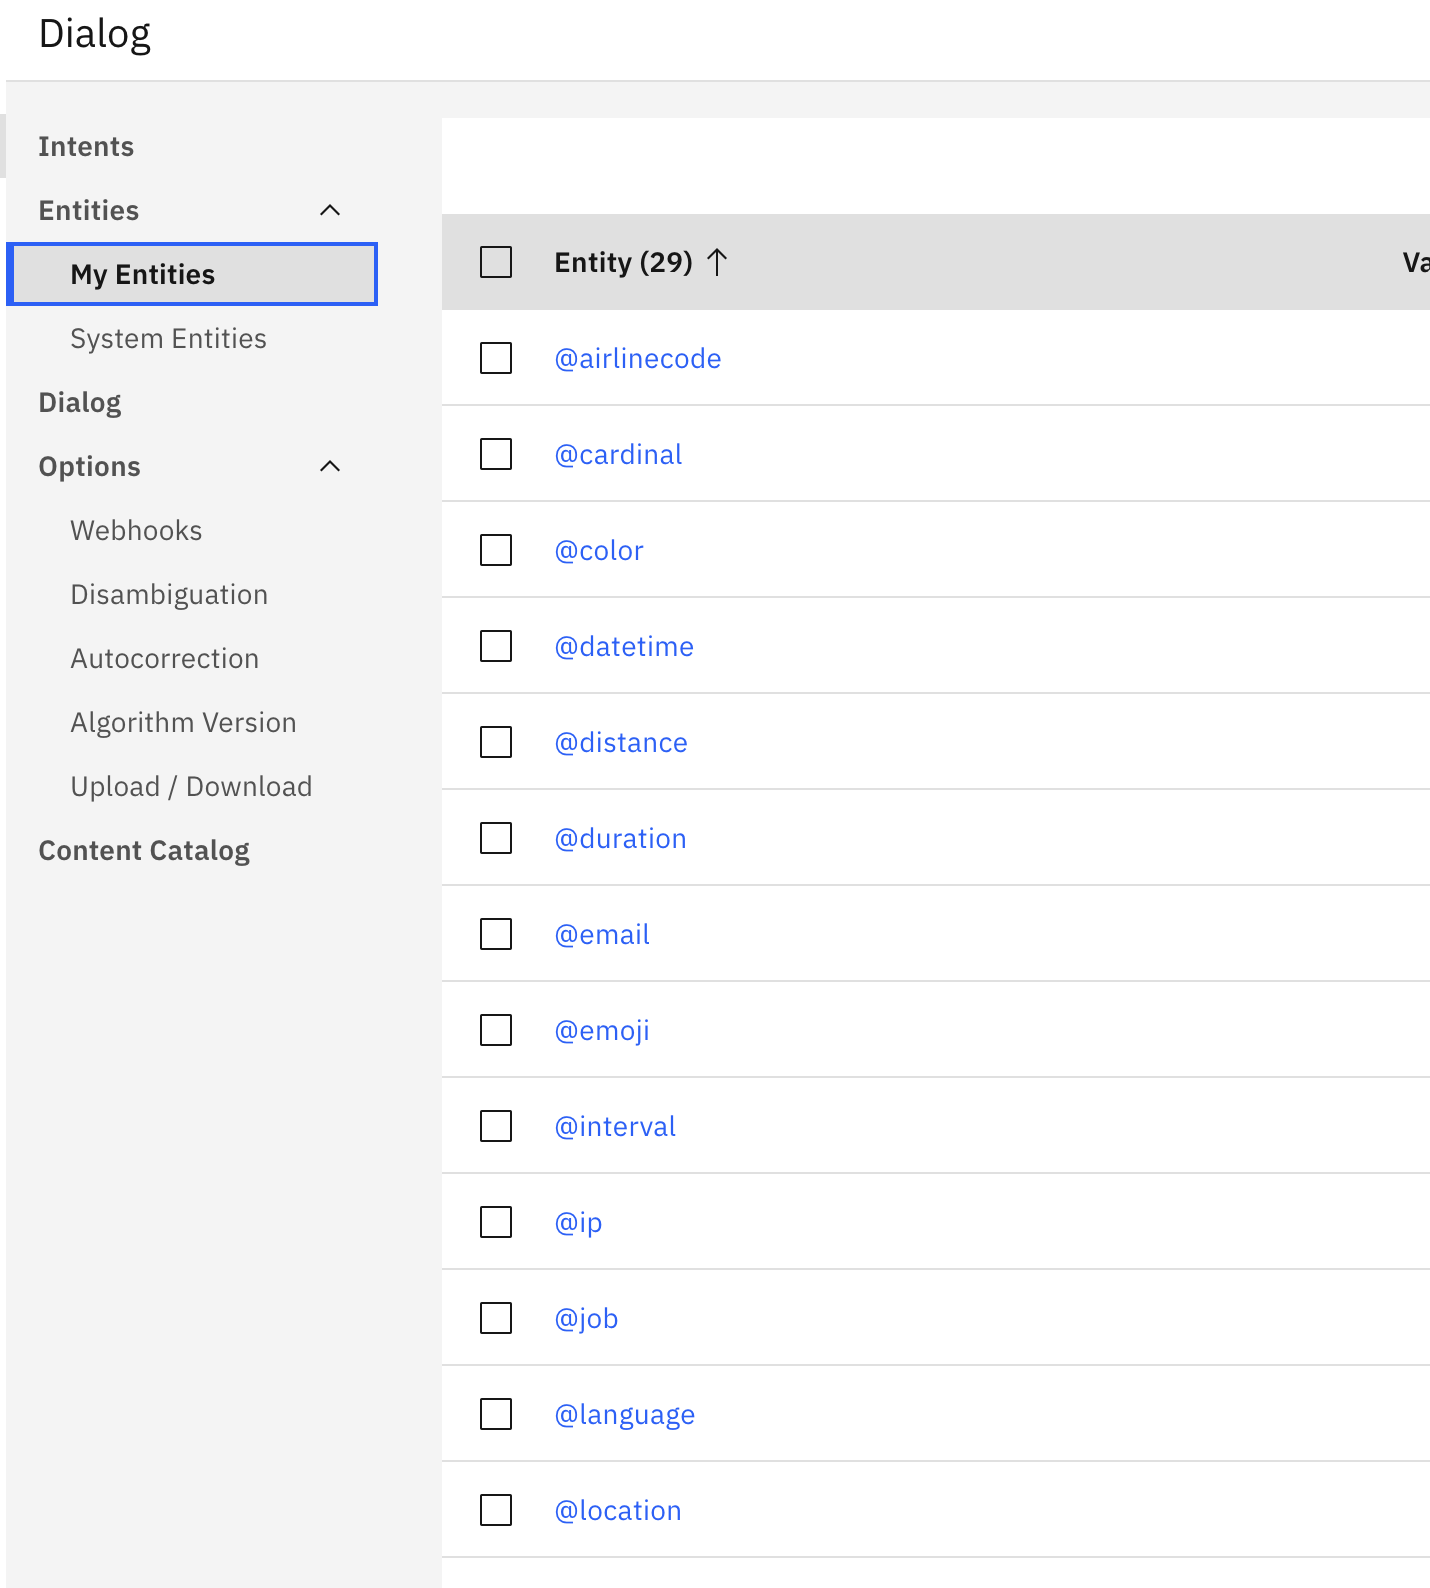 Dialog
Intents
Entities
My Entities
System Entities
Dialog
Options
Webhooks
Disambiguation
Autocorrection
Algorithm Version
Upload / Download
Content Catalog
Entity (29) ↑
@airlinecode
@cardinal
@color
@datetime
@distance
@duration
@email
@emoji
@interval
@ip
@job
@language
@location